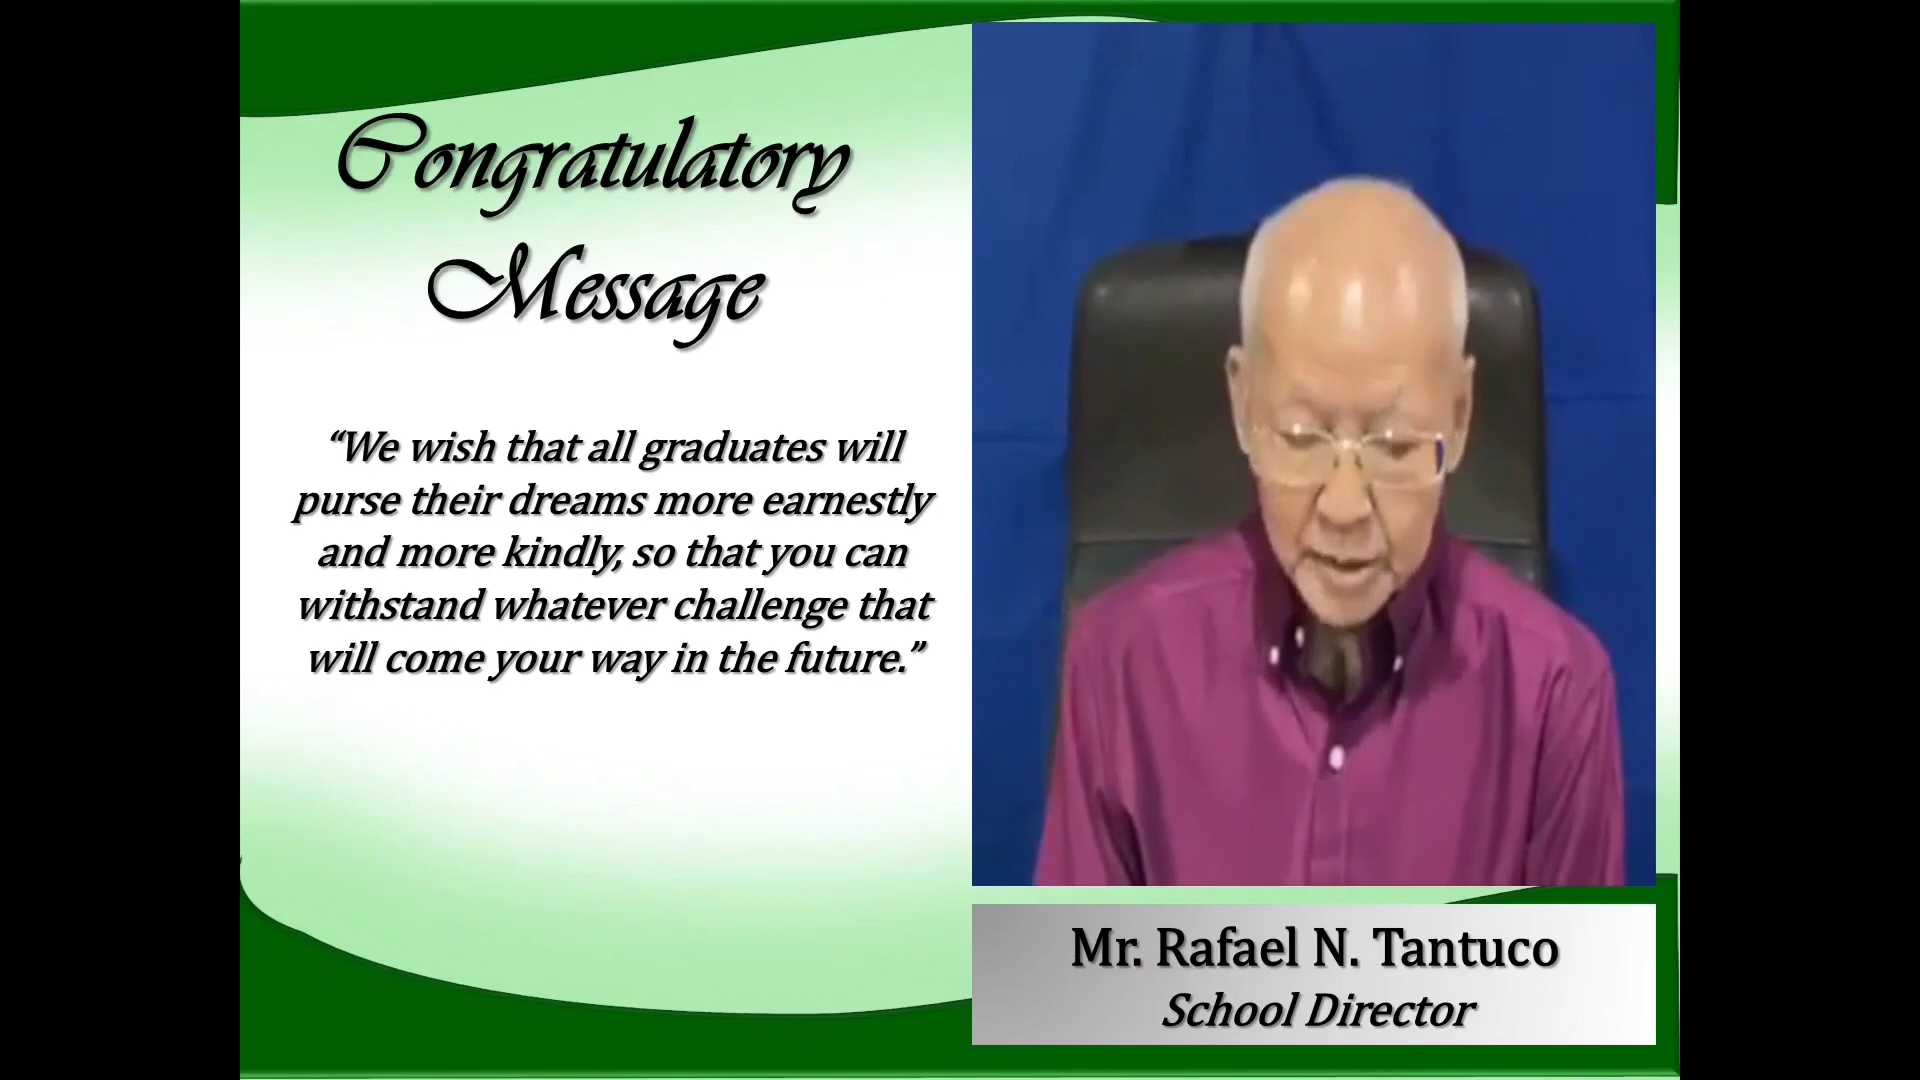 Congratulatory
Message
“We wish that all graduates will
purse their dreams more earnestly
and more kindly, so that you can
withstand whatever challenge that
will come your way in the future.”
Mr. Rafael N. Tantuco
School Director